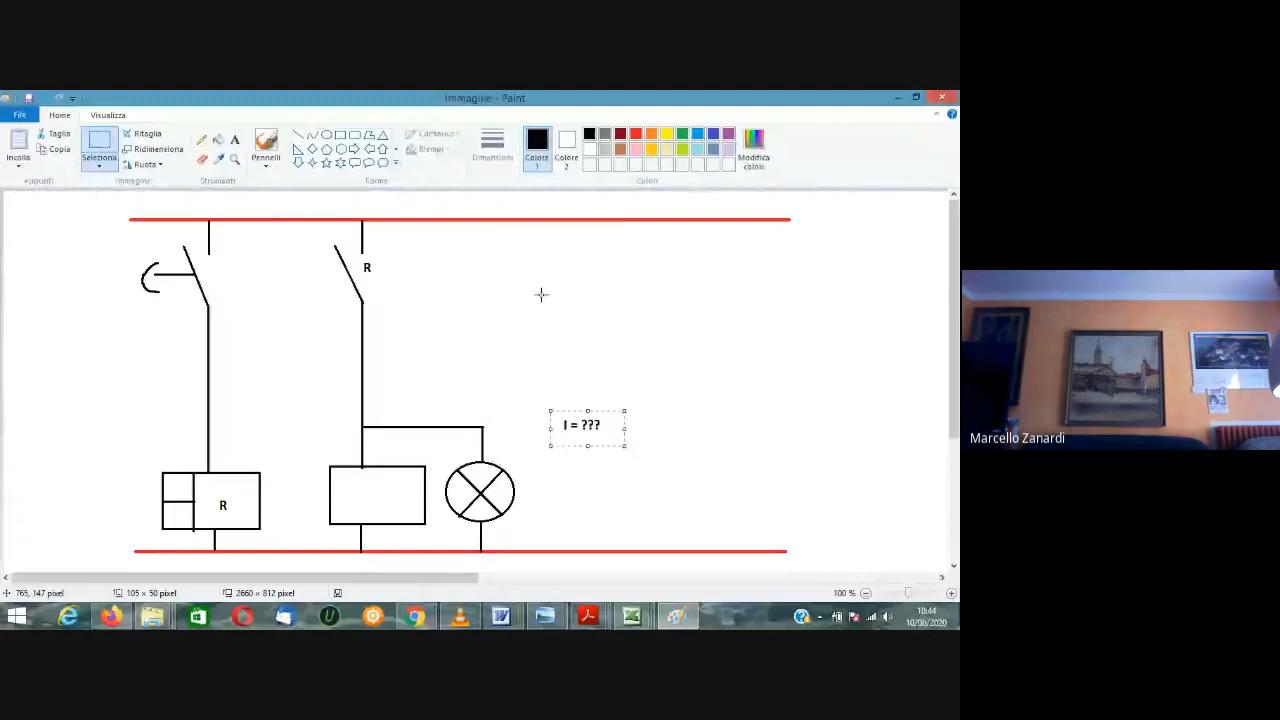 Immagine - Paint
File
Home
Visualizza
Incolla
Taglia
Copia
Appunti
Seleziona
Ritaglia
Ridimensiona
Ruota
Immagine
Strumenti
Pennelli
Forme
Dimensioni
Colore 1
Colore 2
Modifica colori
Colori
R
I = ???
R
Marcello Zanardi
765, 147 pixel
105 × 50 pixel
2660 × 812 pixel
100 %
10:44
10/06/2020